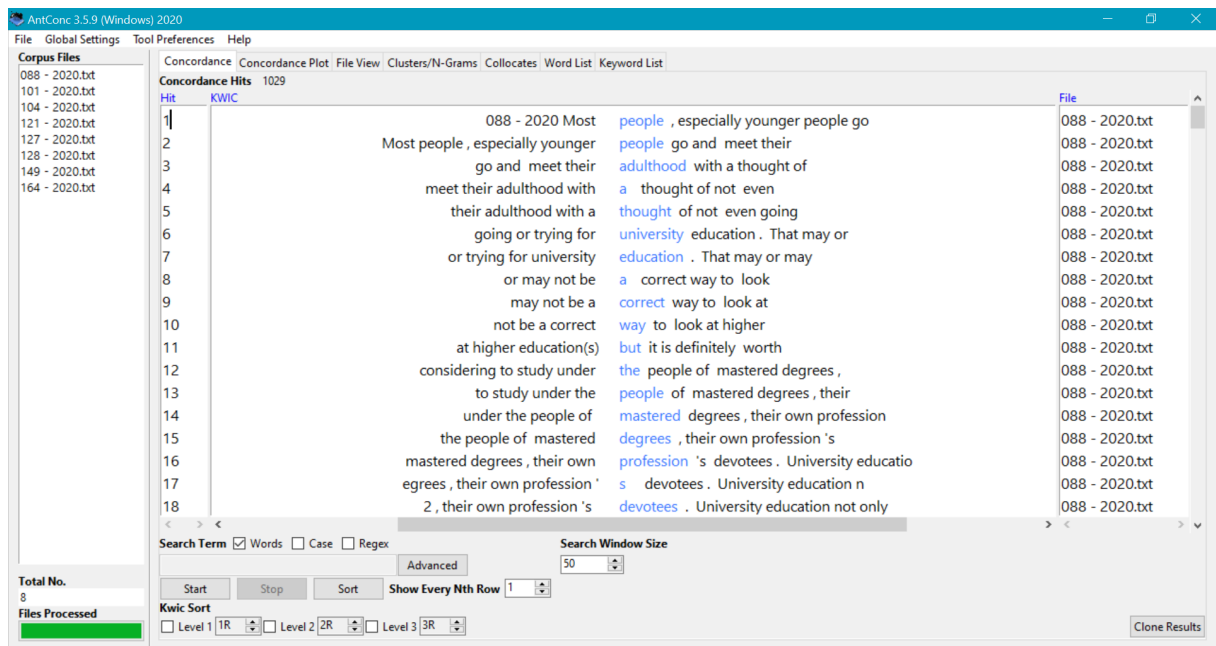 AntConc 3.5.9 (Windows) 2020
File Global Settings Tool Preferences Help
Corpus Files
088 - 2020.txt
101 - 2020.txt
104 - 2020.txt
121 - 2020.txt
127 - 2020.txt
128 - 2020.txt
149 - 2020.txt
164 - 2020.txt
Total No.
8
Files Processed
Concordance Concordance Plot File View Clusters/N-Grams Collocates Word List Keyword List
Concordance Hits 1029
Hit KWIC File
1 088 - 2020 Most people , especially younger people go 088 - 2020.txt
2 Most people , especially younger people go and meet their 088 - 2020.txt
3 go and meet their adulthood with a thought of 088 - 2020.txt
4 meet their adulthood with a thought of not even 088 - 2020.txt
5 their adulthood with a thought of not even going 088 - 2020.txt
6 going or trying for university education . That may or 088 - 2020.txt
7 or trying for university education . That may or may 088 - 2020.txt
8 or may not be a correct way to look 088 - 2020.txt
9 may not be a correct way to look at 088 - 2020.txt
10 not be a correct way to look at higher 088 - 2020.txt
11 at higher education(s) but it is definitely worth 088 - 2020.txt
12 considering to study under the people of mastered degrees , 088 - 2020.txt
13 to study under the people of mastered degrees , their 088 - 2020.txt
14 under the people of mastered degrees , their own profession 088 - 2020.txt
15 the people of mastered degrees , their own profession 's 088 - 2020.txt
16 mastered degrees , their own profession 's devotees . University educatio 088 - 2020.txt
17 egrees , their own profession ' s devotees . University education n 088 - 2020.txt
18 2 , their own profession 's devotees . University education not only 088 - 2020.txt
Search Term Words Case Regex Search Window Size
Advanced 50
Start Stop Sort Show Every Nth Row 1
Kwic Sort
Level 1 1R Level 2 2R Level 3 3R Clone Results